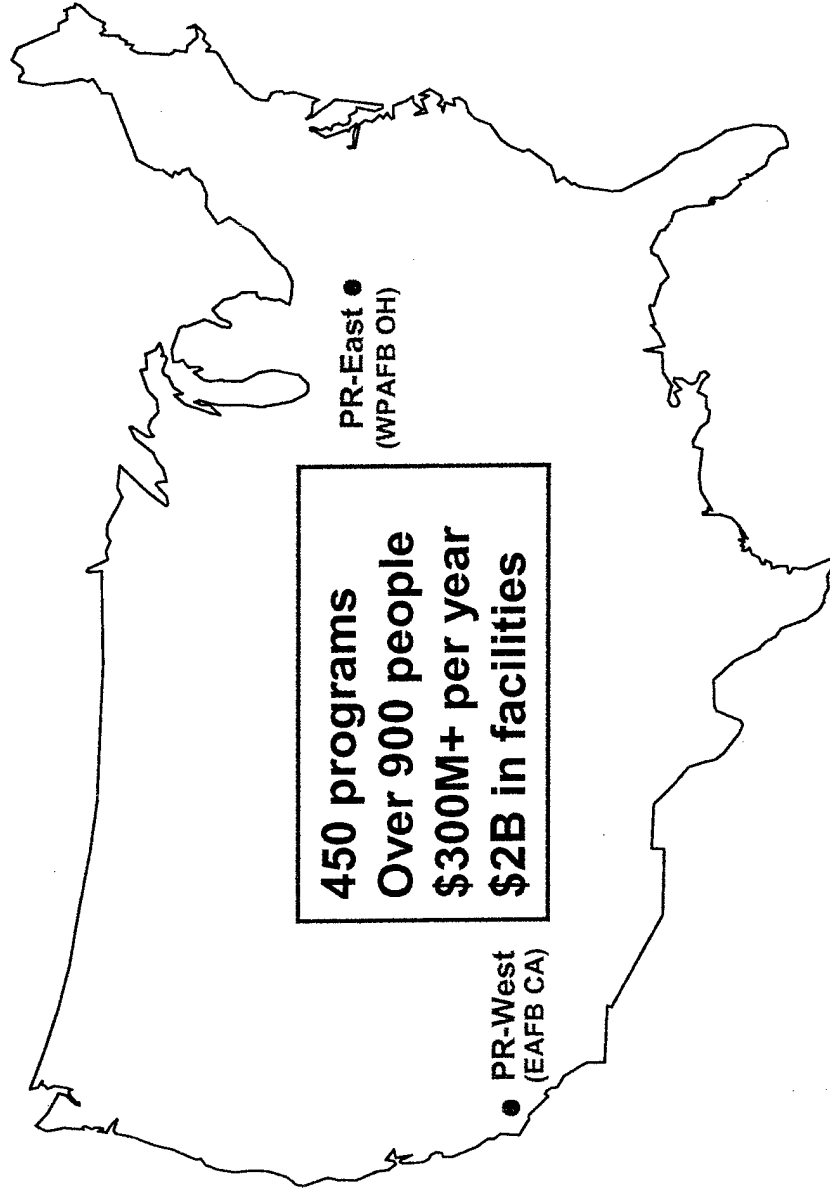 PR-East
(WPAFB OH)
450 programs
Over 900 people
$300M+ per year
$2B in facilities
PR-West
(EAFB CA)